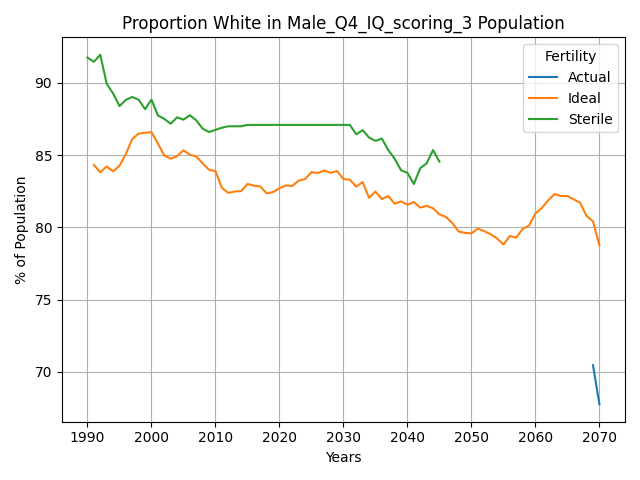 Proportion White in Male_Q4_IQ_scoring_3 Population
Fertility
Actual
Ideal
Sterile
% of Population
90
85
80
75
70
1990
2000
2010
2020
2030
2040
2050
2060
2070
Years